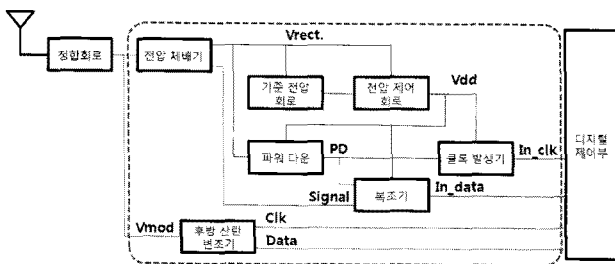 Vrect.
정합회로
전압 체배기
기준 전압
회로
전압 제어
회로
Vdd
디지털
제어부
파워 다운
PD
클록 발생기
In_clk
Signal
복조기
In_data
Vmod
후방 산란
변조기
Clk
Data